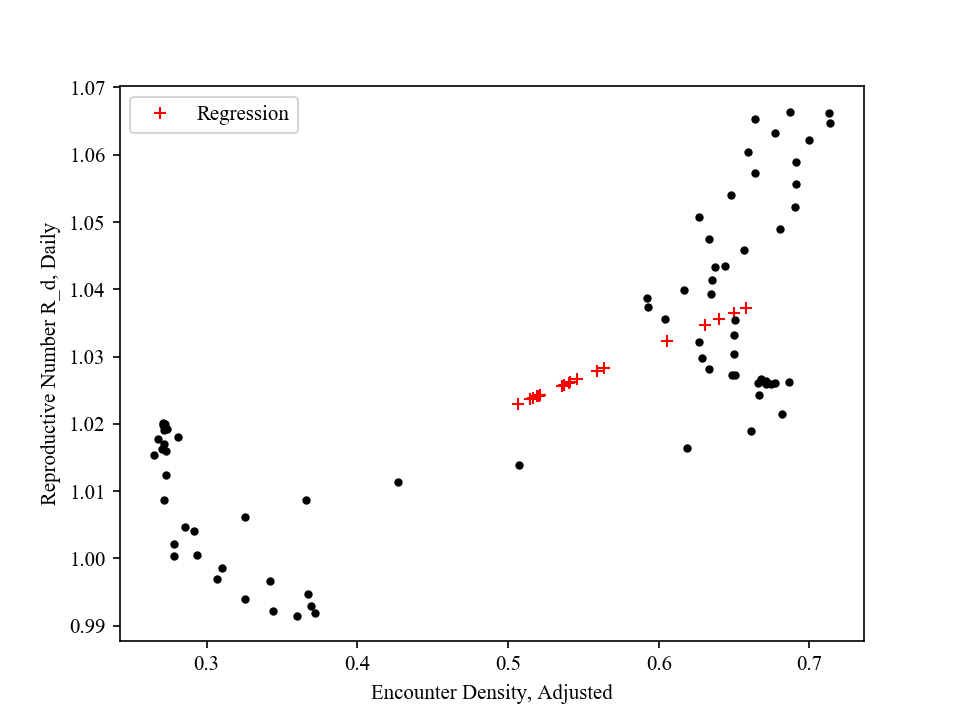 1.07
Regression
1.06
1.05
1.04
1.03
1.02
1.01
1.00
0.99
Reproductive Number R_d, Daily
0.3 0.4 0.5 0.6 0.7
Encounter Density, Adjusted